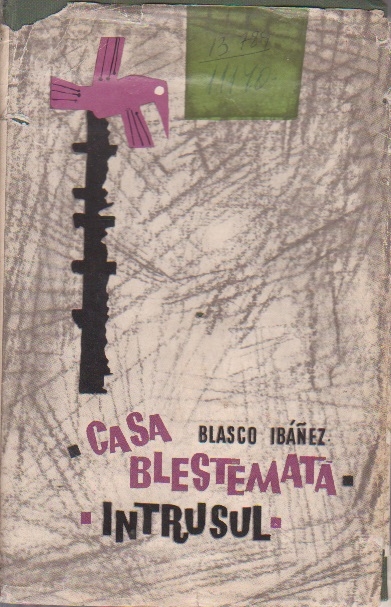 CASA
BLASCO IBÁÑEZ
BLESTEMATĂ
INTRUSUL